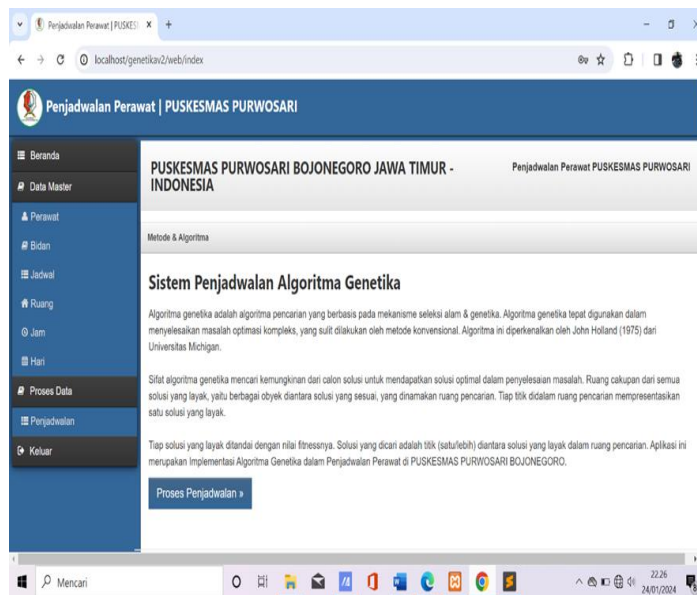 Penjadwalan Perawat | PUSKES
localhost/genetikav2/web/index
Penjadwalan Perawat | PUSKESMAS PURWOSARI
Beranda
Data Master
Perawat
Bidan
Jadwal
Ruang
Jam
Hari
Proses Data
Penjadwalan
Keluar
PUSKESMAS PURWOSARI BOJONEGORO JAWA TIMUR -
INDONESIA
Penjadwalan Perawat PUSKESMAS PURWOSARI
Metode & Algoritma
Sistem Penjadwalan Algoritma Genetika
Algoritma genetika adalah algoritma pencarian yang berbasis pada mekanisme seleksi alam & genetika. Algoritma genetika tepat digunakan dalam
menyelesaikan masalah optimasi kompleks, yang sulit dilakukan oleh metode konvensional. Algoritma ini diperkenalkan oleh John Holland (1975) dari
Universitas Michigan.
Sifat algoritma genetika mencari kemungkinan dari calon solusi untuk mendapatkan solusi optimal dalam penyelesaian masalah. Ruang cakupan dari semua
solusi yang layak, yaitu berbagai obyek diantara solusi yang sesuai, yang dinamakan ruang pencarian. Tiap titik didalam ruang pencarian mempresentasikan
satu solusi yang layak.
Tiap solusi yang layak ditandai dengan nilai fitnessnya. Solusi yang dicari adalah titik (satu/lebih) diantara solusi yang layak dalam ruang pencarian. Aplikasi ini
merupakan Implementasi Algoritma Genetika dalam Penjadwalan Perawat di PUSKESMAS PURWOSARI BOJONEGORO.
Proses Penjadwalan »
Mencari
22.26
24/01/2024